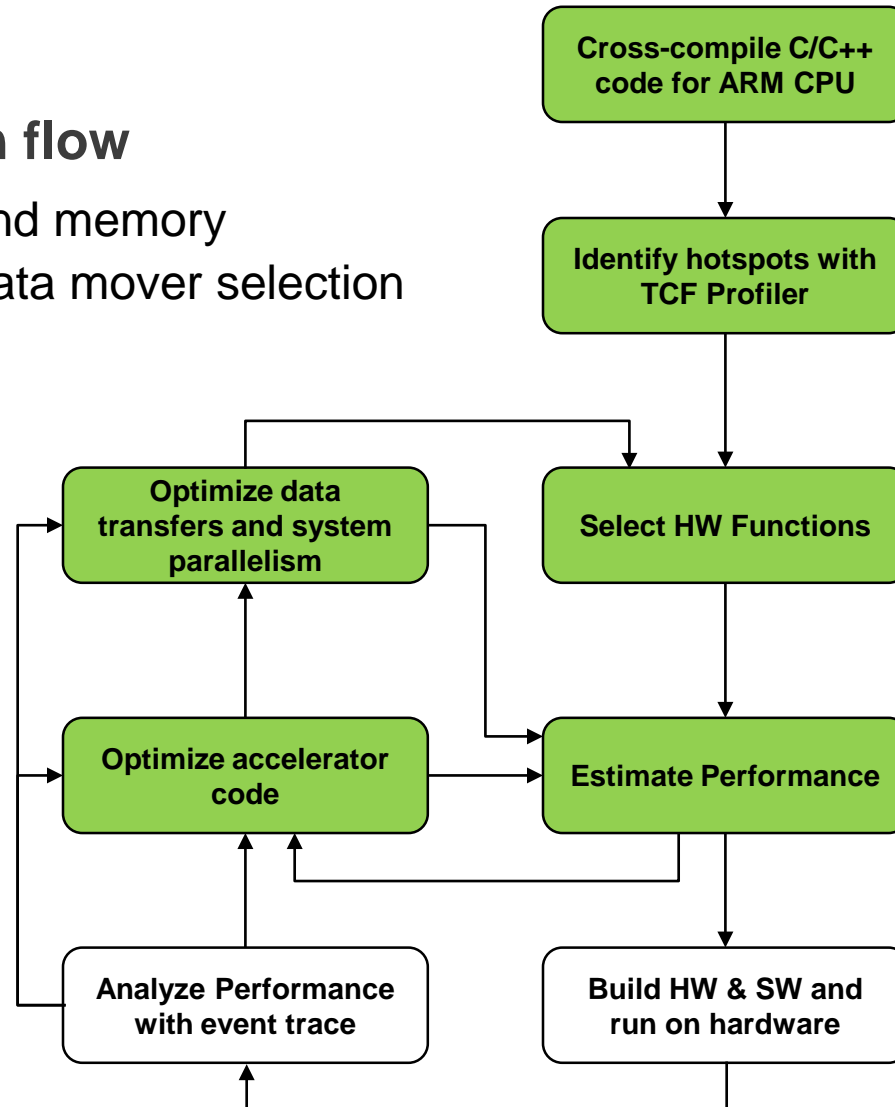 Cross-compile C/C++
code for ARM CPU
flow
nd memory
ata mover selection
Identify hotspots with
TCF Profiler
Optimize data
transfers and system
parallelism
Select HW Functions
Optimize accelerator
code
Estimate Performance
Analyze Performance
with event trace
Build HW & SW and
run on hardware